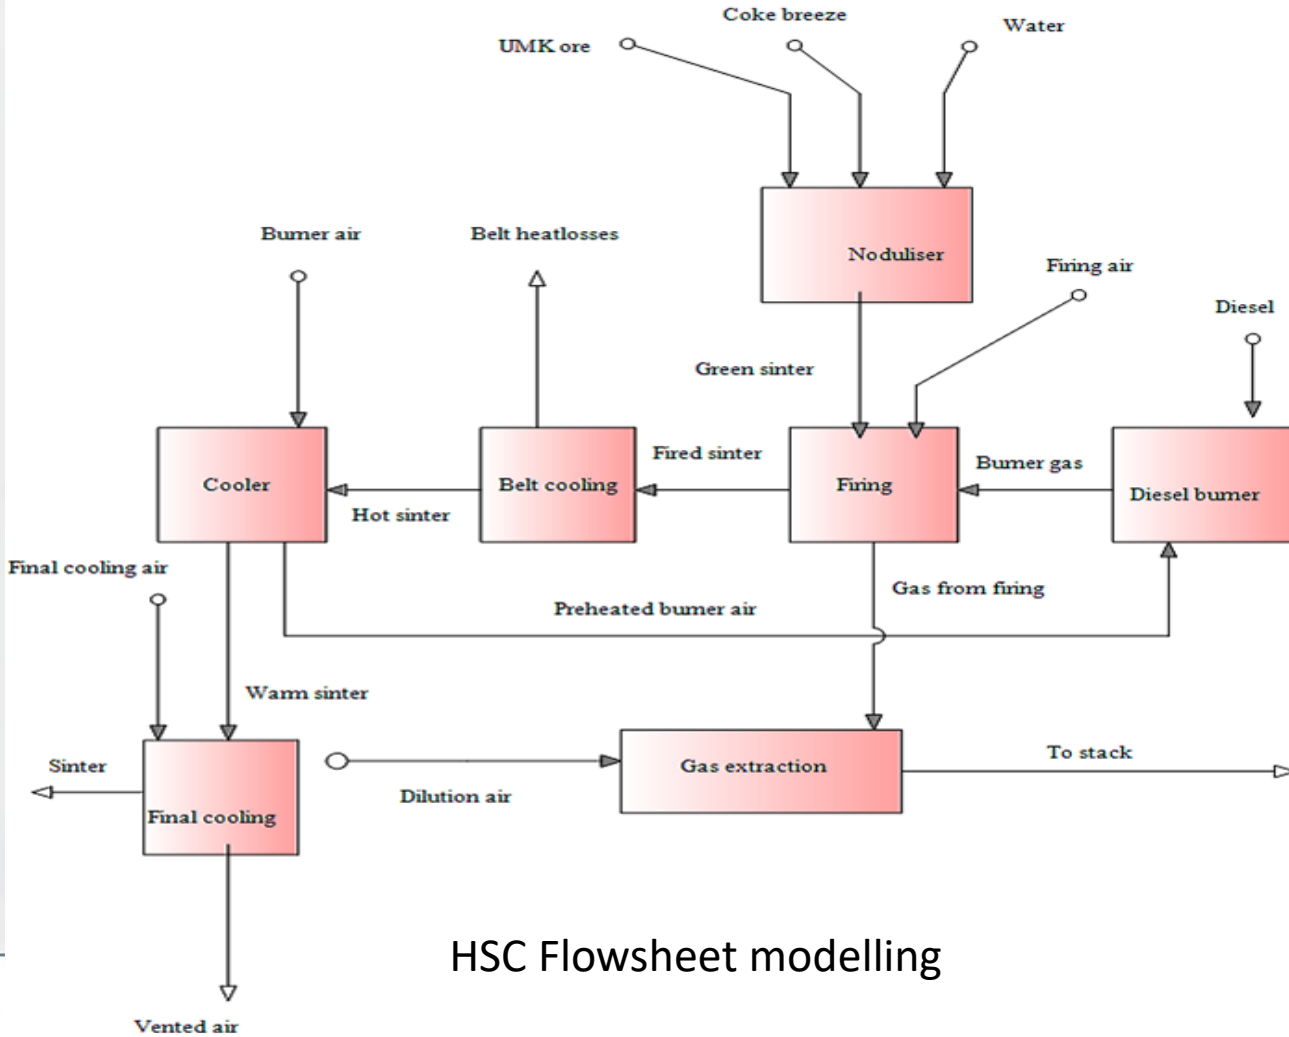 Coke breeze
Water
UMK ore
Burner air
Belt heatlosses
Noduliser
Firing air
Diesel
Green sinter
Fired sinter
Burner gas
Cooler
Belt cooling
Firing
Diesel burner
Hot sinter
Final cooling air
Gas from firing
Preheated burner air
Warm sinter
Sinter
Gas extraction
To stack
Dilution air
Final cooling
HSC Flowsheet modelling
Vented air